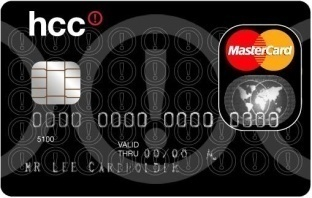 hcc!
MasterCard
0000 0000 0000 0000
5100
VALID
THRU 00/00
MR LEE CARDHOLDER